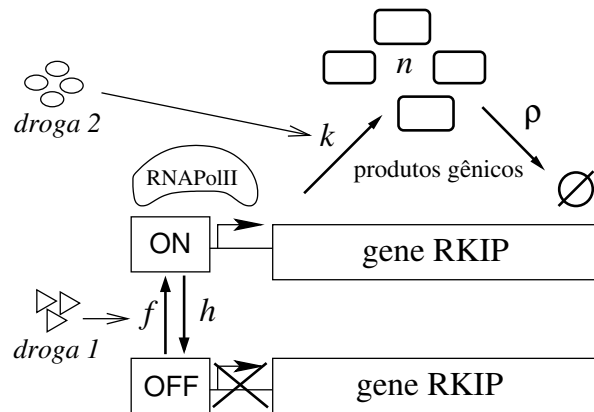 n
droga 2
k
ρ
RNAPolII
produtos gênicos
ON
gene RKIP
f
h
droga 1
OFF
gene RKIP